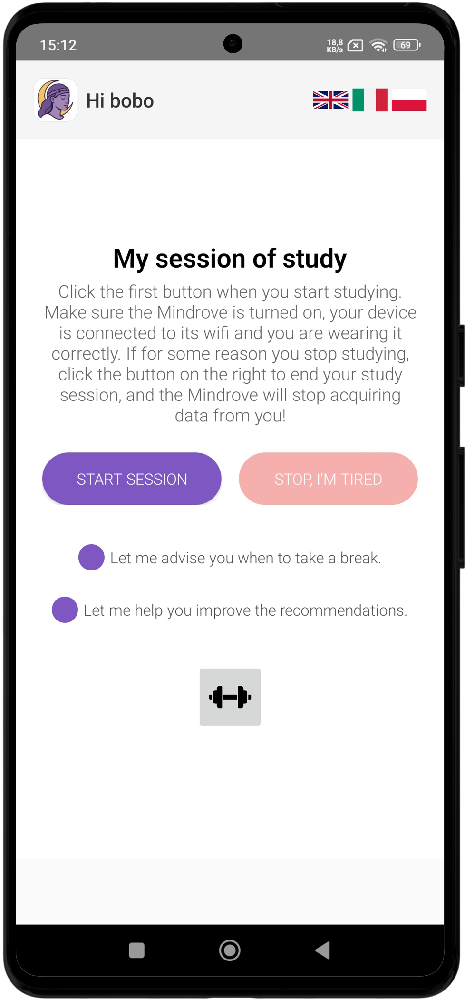 15:12
18,8
KB/s
69
Hi bobo
My session of study
Click the first button when you start studying.
Make sure the Mindrove is turned on, your device
is connected to its wifi and you are wearing it
correctly. If for some reason you stop studying,
click the button on the right to end your study
session, and the Mindrove will stop acquiring
data from you!
START SESSION
STOP, I'M TIRED
Let me advise you when to take a break.
Let me help you improve the recommendations.